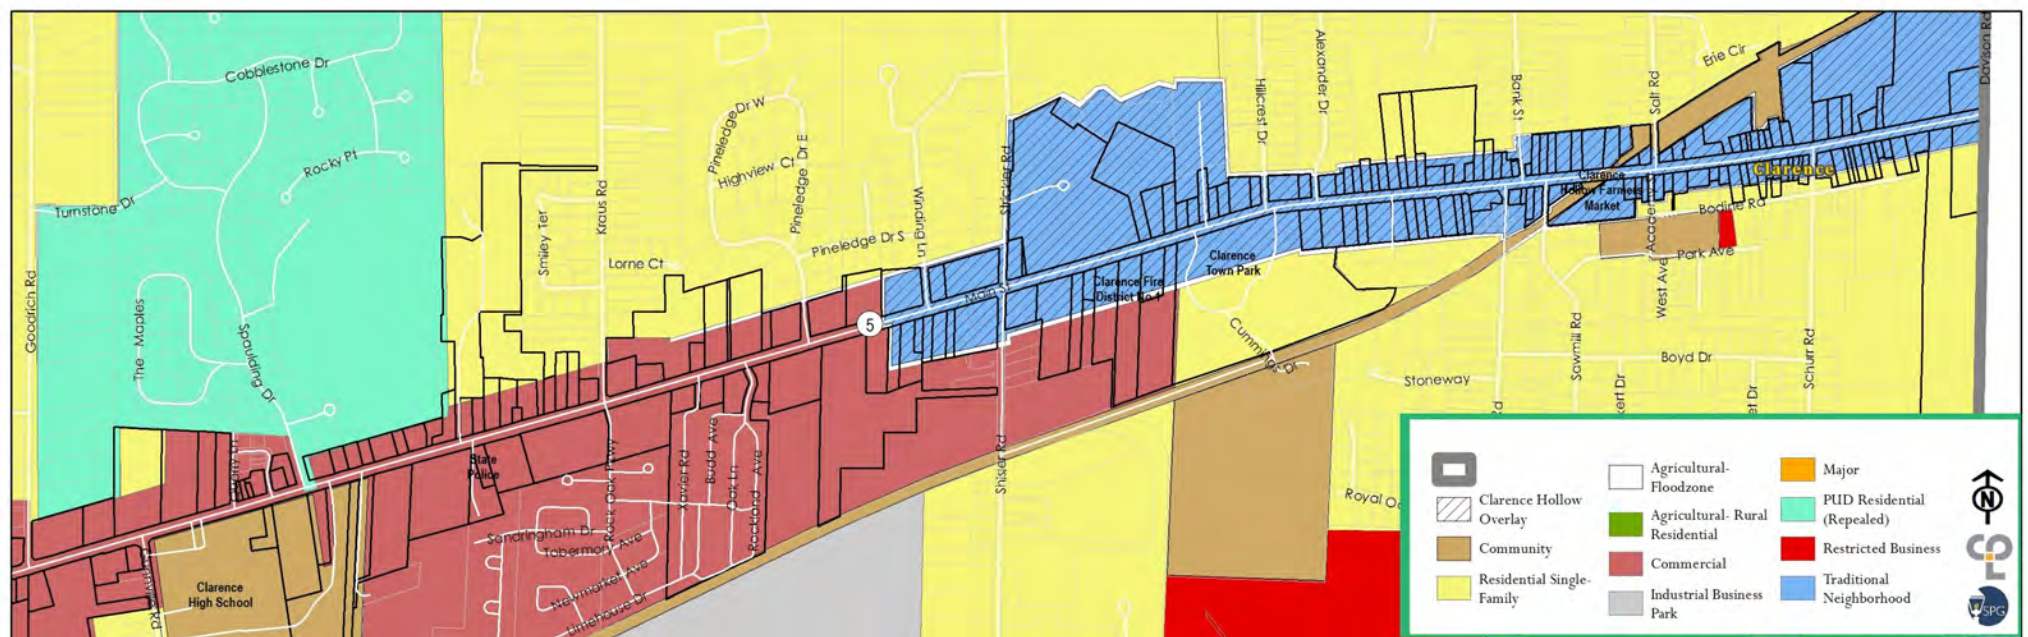 Cobblestone Dr
Rocky Pt
Turnstone Dr
Goodrich Rd
The Maples
Spaulding Dr
Smiley Ter
Kraus Rd
Lorne Ct
Pineledge Dr W
Highview Ct
Pineledge Dr E
Pineledge Dr S
Winding Ln
Strickler Rd
Hillcrest Dr
Alexander Dr
Bank St
Salt Rd
Erie Cir
Davison Rd
Clarence
Clarence
Hollow Farmers
Market
Bodine Rd
Park Ave
West Ave
Clarence
Town Park
Clarence Fire
District No 1
Main St
5
Cummings Dr
Sawmill Rd
Boyd Dr
Schurr Rd
Stoneway
Rd
State
Police
Xavier Rd
Budd Ave
Oak Ln
Rockland Ave
Rock Oak Pkwy
Shisler Rd
Sandringham Dr
Tobermory Ave
Newmarket Ave
Limehouse Dr
Clarence
High School
Clarence Hollow
Overlay
Community
Residential Single-
Family
Agricultural-
Floodzone
Agricultural- Rural
Residential
Commercial
Industrial Business
Park
Major
PUD Residential
(Repealed)
Restricted Business
Traditional
Neighborhood
N
SPG